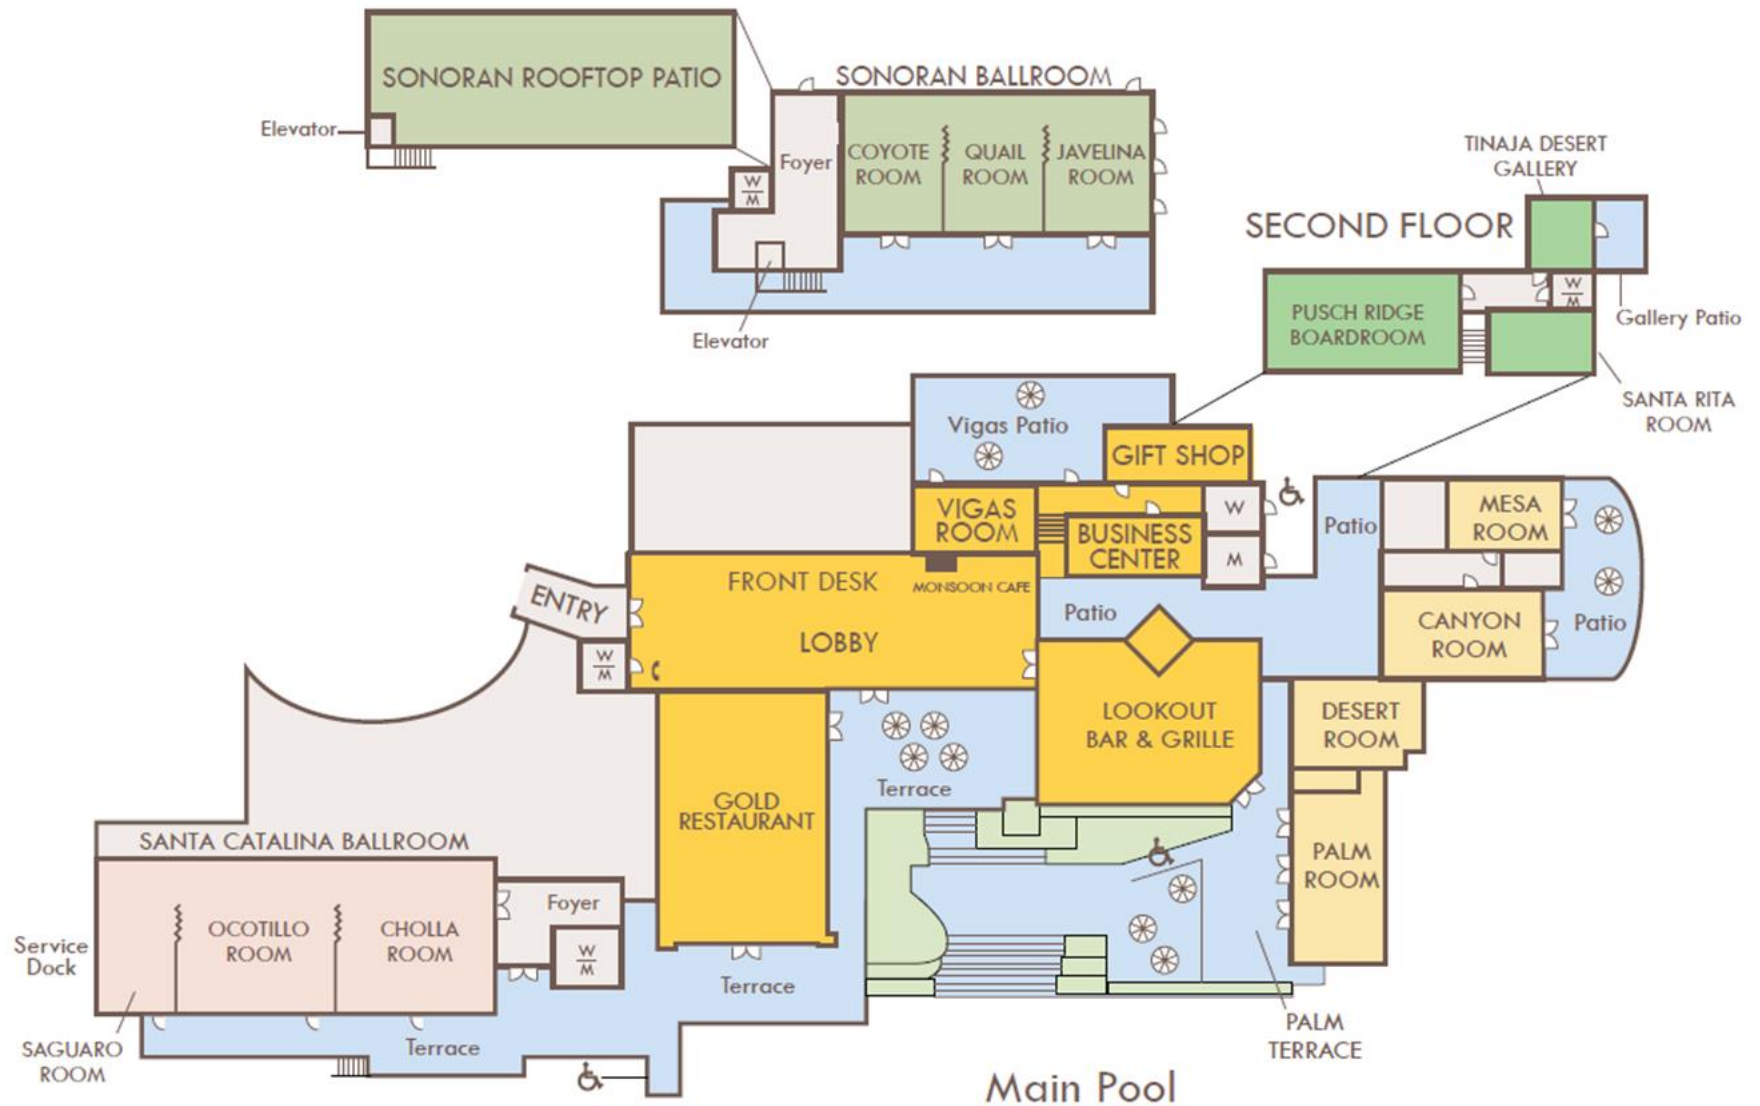 SONORAN ROOFTOP PATIO
Elevator
SONORAN BALLROOM
Foyer
COYOTE
ROOM
QUAIL
ROOM
JAVELINA
ROOM
W
M
Elevator
TINAJA DESERT
GALLERY
SECOND FLOOR
PUSCH RIDGE
BOARDROOM
W
M
Gallery Patio
SANTA RITA
ROOM
Vigas Patio
GIFT SHOP
VIGAS
ROOM
BUSINESS
CENTER
W
M
Patio
MESA
ROOM
CANYON
ROOM
Patio
ENTRY
FRONT DESK
MONSOON CAFE
LOBBY
Patio
W
M
LOOKOUT
BAR & GRILLE
DESERT
ROOM
Terrace
GOLD
RESTAURANT
PALM
ROOM
SANTA CATALINA BALLROOM
Foyer
OCOTILLO
ROOM
CHOLLA
ROOM
W
M
Service
Dock
Terrace
SAGUARO
ROOM
Terrace
PALM
TERRACE
Main Pool